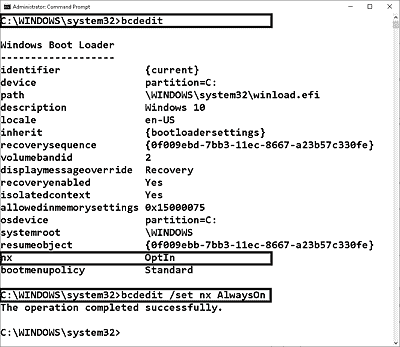 Administrator: Command Prompt
C:\WINDOWS\system32>bcdedit
Windows Boot Loader
-------------------
identifier {current}
device partition=C:
path \WINDOWS\system32\winload.efi
description Windows 10
locale en-US
inherit {bootloadersettings}
recoverysequence {0f009ebd-7bb3-11ec-8667-a23b57c330fe}
volumebandid 2
displaymessageoverride Recovery
recoveryenabled Yes
isolatedcontext Yes
allowedinmemorysettings 0x15000075
osdevice partition=C:
systemroot \WINDOWS
resumeobject {0f009ebd-7bb3-11ec-8667-a23b57c330fe}
nx OptIn
bootmenupolicy Standard
C:\WINDOWS\system32>bcdedit /set nx AlwaysOn
The operation completed successfully.
C:\WINDOWS\system32>